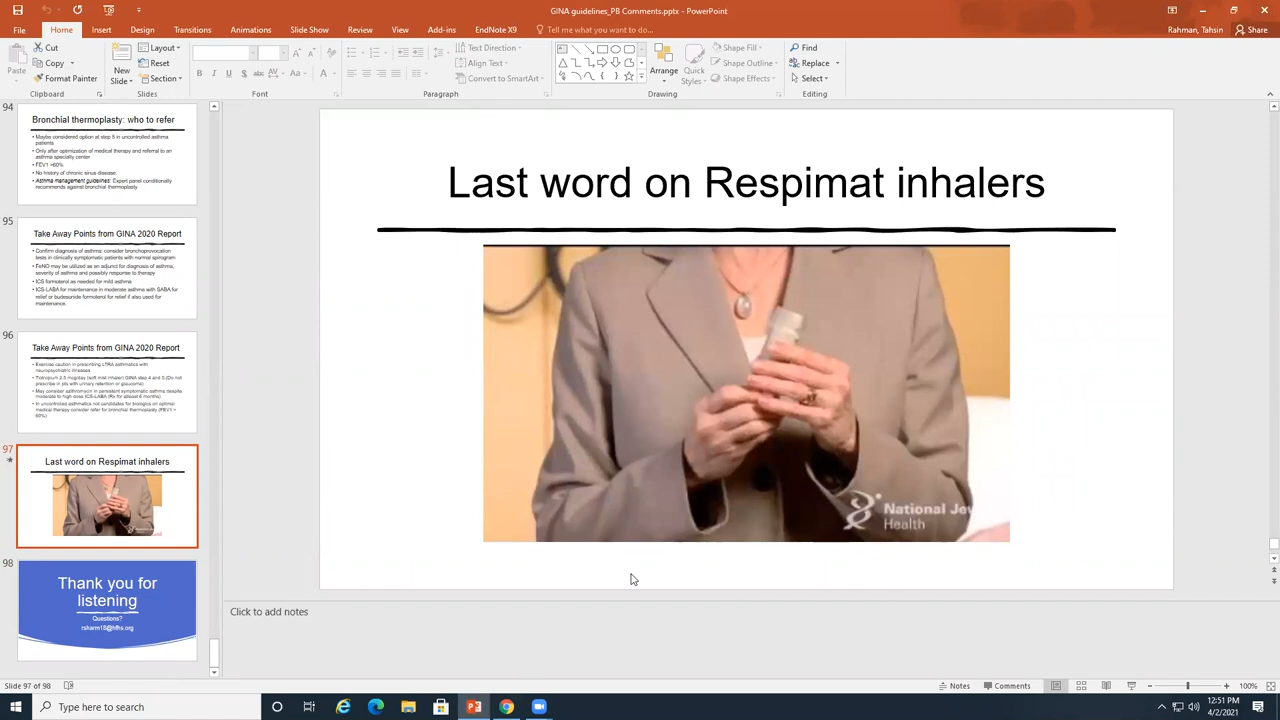 GINA guidelines_PB Comments.pptx - PowerPoint
File Home Insert Design Transitions Animations Slide Show Review View Add-ins EndNote X9 Tell me what you want to do...
Rahman, Tahsin Share
Paste
Cut
Copy
Format Painter
Clipboard
New
Slide
Layout
Reset
Section
Slides
Font
Paragraph
Text Direction
Align Text
Convert to SmartArt
Arrange
Quick
Styles
Shape Fill
Shape Outline
Shape Effects
Drawing
Find
Replace
Select
Editing
94
Bronchial thermoplasty: who to refer
• Maybe considered option at step 5 in uncontrolled asthma
patients
• Only after optimization of medical therapy and referral to an
asthma specialty center
• FEV1 >60%
• No history of chronic sinus disease.
• Asthma management guidelines: Expert panel conditionally
recommends against bronchial thermoplasty
95
Take Away Points from GINA 2020 Report
• Confirm diagnosis of asthma: consider bronchoprovocation
tests in clinically symptomatic patients with normal spirogram
• FeNO may be utilized as an adjunct for diagnosis of asthma,
severity of asthma and possibly response to therapy
• ICS formoterol as needed for mild asthma
• ICS-LABA for maintenance in moderate asthma with SABA for
relief or budesonide formoterol for relief if also used for
maintenance.
96
Take Away Points from GINA 2020 Report
• Exercise caution in prescribing LTRA asthmatics with
neuropsychiatric illnesses
• Tiotropium 2.5 mcg/day (soft mist inhaler) GINA step 4 and 5.(Do not
prescribe in pts with urinary retention or glaucoma)
• May consider azithromycin in persistent symptomatic asthma despite
moderate to high dose ICS-LABA (Rx for atleast 6 months)
• In uncontrolled asthmatics not candidates for biologics on optimal
medical therapy consider refer for bronchial thermoplasty (FEV1 >
60%)
97
Last word on Respimat inhalers
98
Thank you for
listening
Questions?
rsharm1S@hfhs.org
Last word on Respimat inhalers
National Jew
Health
Click to add notes
Slide 97 of 98
Notes Comments 100%
Type here to search
12:51 PM
4/2/2021